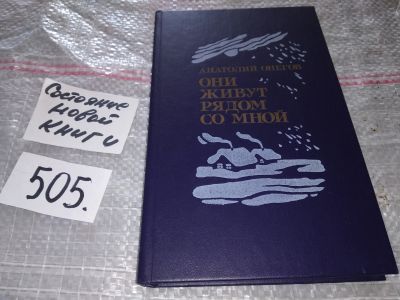 Состояние
новой
книги
505.
АНАТОЛИЙ ОНЕГОВ
ОНИ
ЖИВУТ
РЯДОМ
СО МНОЙ